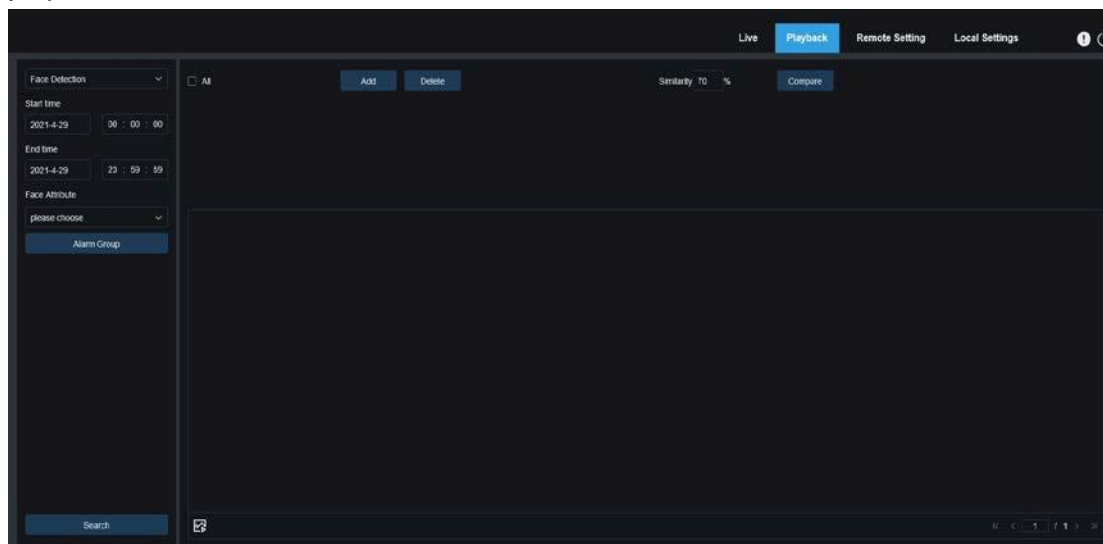 Live Playback Remote Setting Local Settings
Face Detection
All Add Delete Similarity 70 % Compare
Start time
2021-4-29 00 : 00 : 00
End time
2021-4-29 23 : 59 : 59
Face Attribute
please choose
Alarm Group
Search
1 / 1